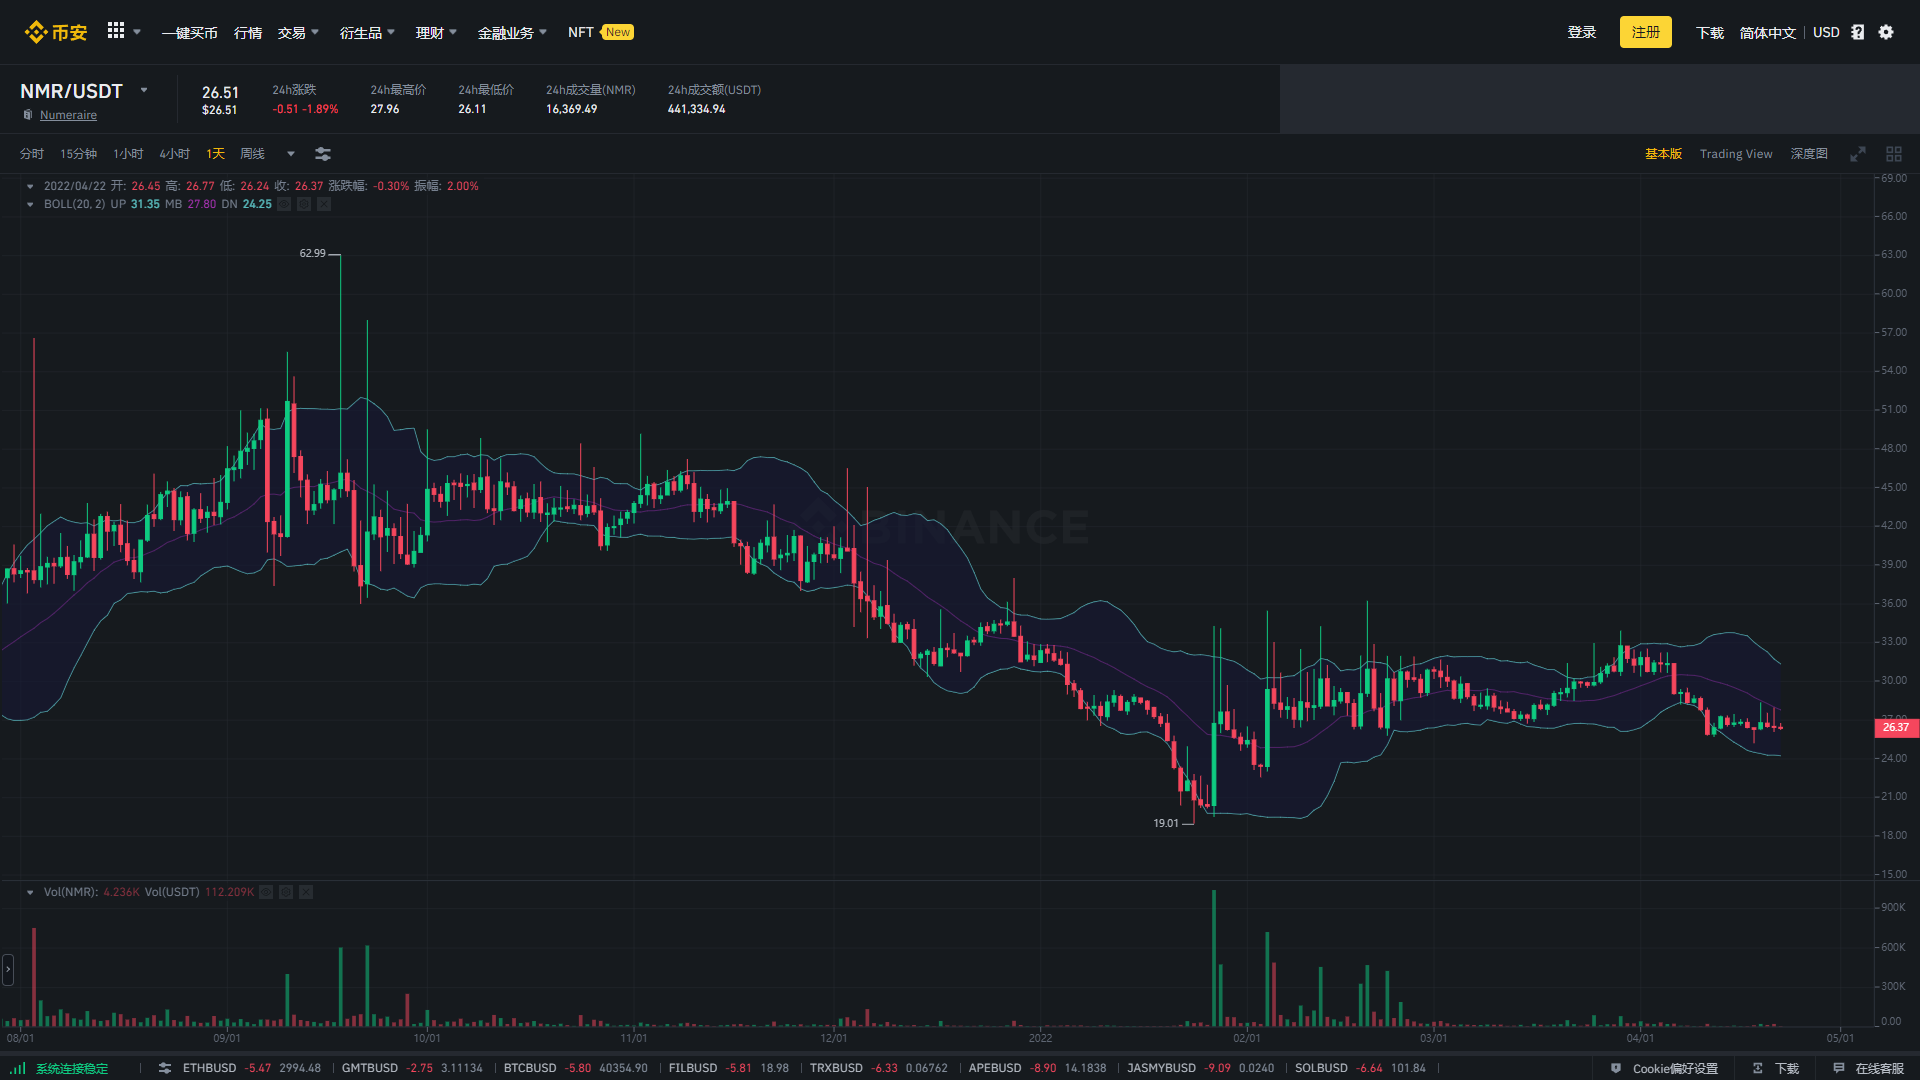 币安 一键买币 行情 交易 衍生品 理财 金融业务 NFT New 登录 注册 下载 简体中文 USD
NMR/USDT 26.51 24h涨跌 24h最高价 24h最低价 24h成交量(NMR) 24h成交额(USDT)
Numeraire $26.51 -0.51 -1.89% 27.96 26.11 16,369.49 441,334.94
分时 15分钟 1小时 4小时 1天 周线 基本版 Trading View 深度图
2022/04/22 开: 26.45 高: 26.77 低: 26.24 收: 26.37 涨跌幅: -0.30% 振幅: 2.00%
BOLL(20, 2) UP 31.35 MB 27.80 DN 24.25
69.00
66.00
62.99
63.00
60.00
57.00
54.00
51.00
48.00
45.00
BINANCE
42.00
39.00
36.00
33.00
30.00
26.37
24.00
21.00
19.01
18.00
15.00
Vol(NMR): 4.236K Vol(USDT) 112.209K
900K
600K
300K
0.00
08/01 09/01 10/01 11/01 12/01 2022 02/01 03/01 04/01 05/01
系统连接稳定 ETHBUSD -5.47 2994.48 GMTBUSD -2.75 3.11134 BTCBUSD -5.80 40354.90 FILBUSD -5.81 18.98 TRXBUSD -6.33 0.06762 APEBUSD -8.90 14.1838 JASMYBUSD -9.09 0.0240 SOLBUSD -6.64 101.84 Cookie偏好设置 下载 在线客服